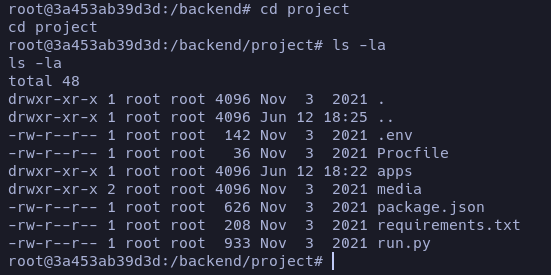 root@3a453ab39d3d:/backend# cd project
cd project
root@3a453ab39d3d:/backend/project# ls -la
ls -la
total 48
drwxr-xr-x 1 root root 4096 Nov  3  2021 .
drwxr-xr-x 1 root root 4096 Jun 12 18:25 ..
-rw-r--r-- 1 root root  142 Nov  3  2021 .env
-rw-r--r-- 1 root root   36 Nov  3  2021 Procfile
drwxr-xr-x 1 root root 4096 Jun 12 18:22 apps
drwxr-xr-x 2 root root 4096 Nov  3  2021 media
-rw-r--r-- 1 root root  626 Nov  3  2021 package.json
-rw-r--r-- 1 root root  208 Nov  3  2021 requirements.txt
-rw-r--r-- 1 root root  933 Nov  3  2021 run.py
root@3a453ab39d3d:/backend/project#